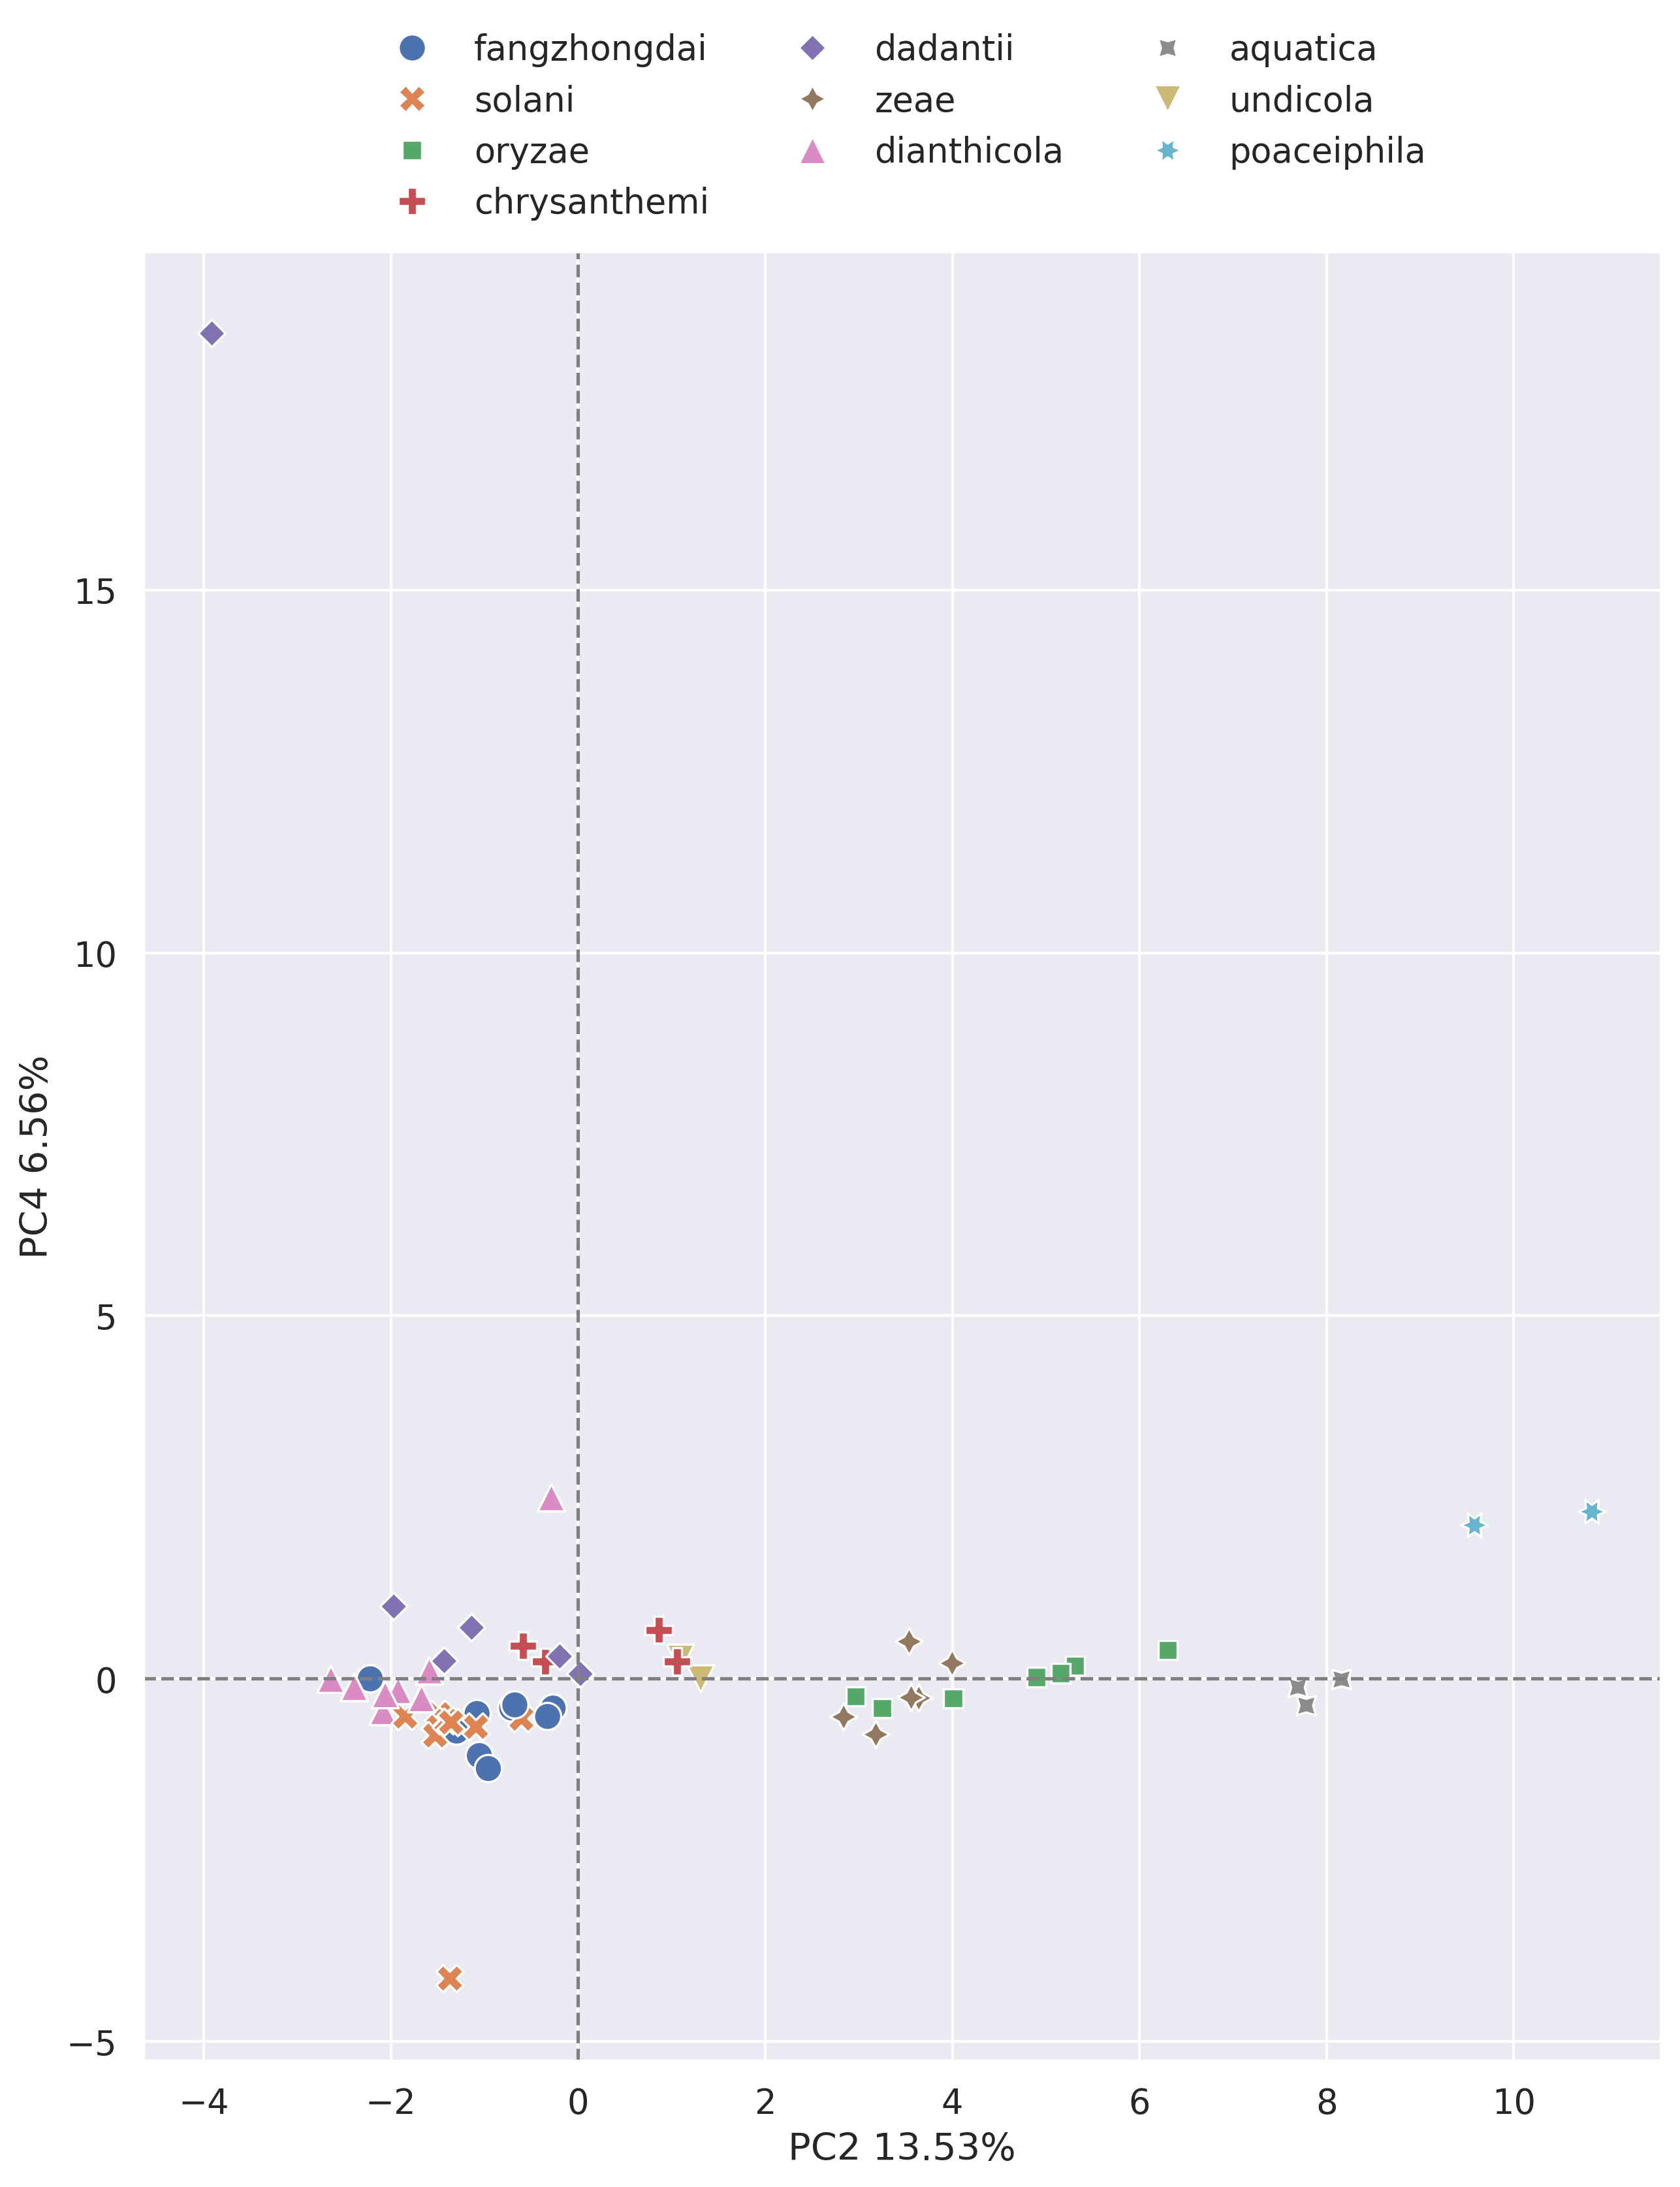 fangzhongdai
solani
oryzae
chrysanthemi
dadantii
zeae
dianthicola
aquatica
undicola
poaceiphila
15
10
5
0
−5
PC4 6.56%
−4
−2
0
2
4
6
8
10
PC2 13.53%